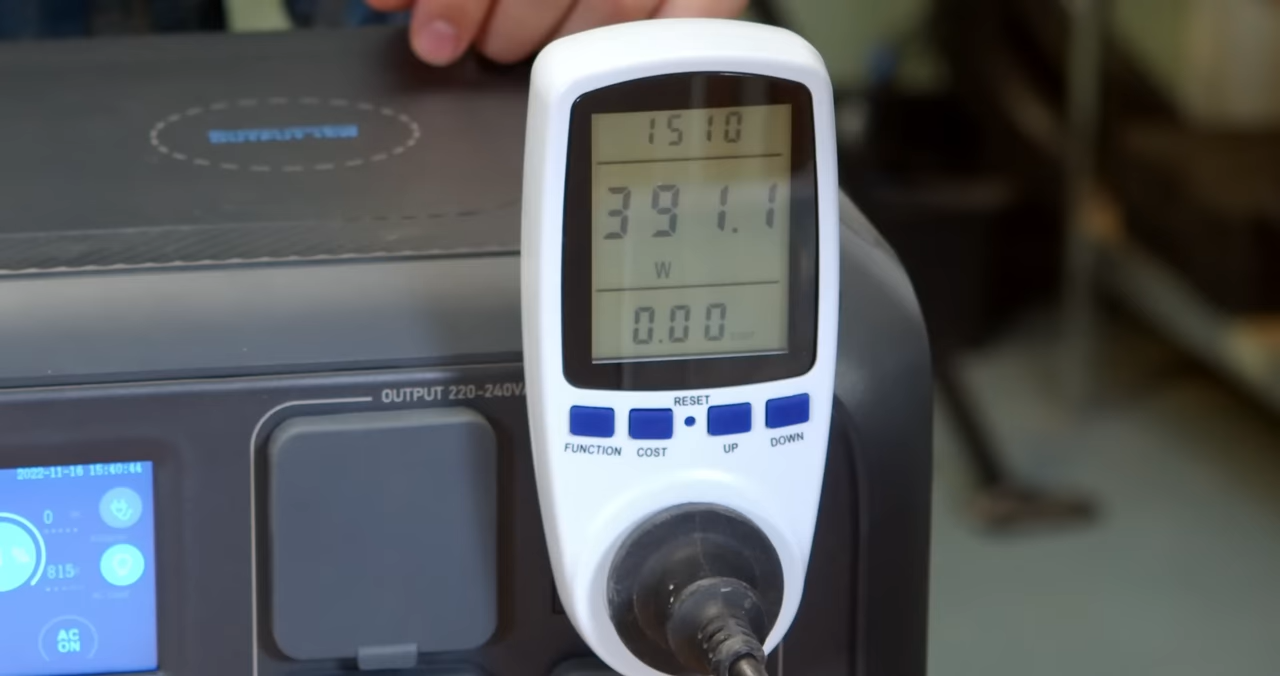 1510
391.1
W
0.00
OUTPUT 220-240V
RESET
FUNCTION COST UP DOWN
2022-11-16 15:40:44
0
%
815
AC
ON